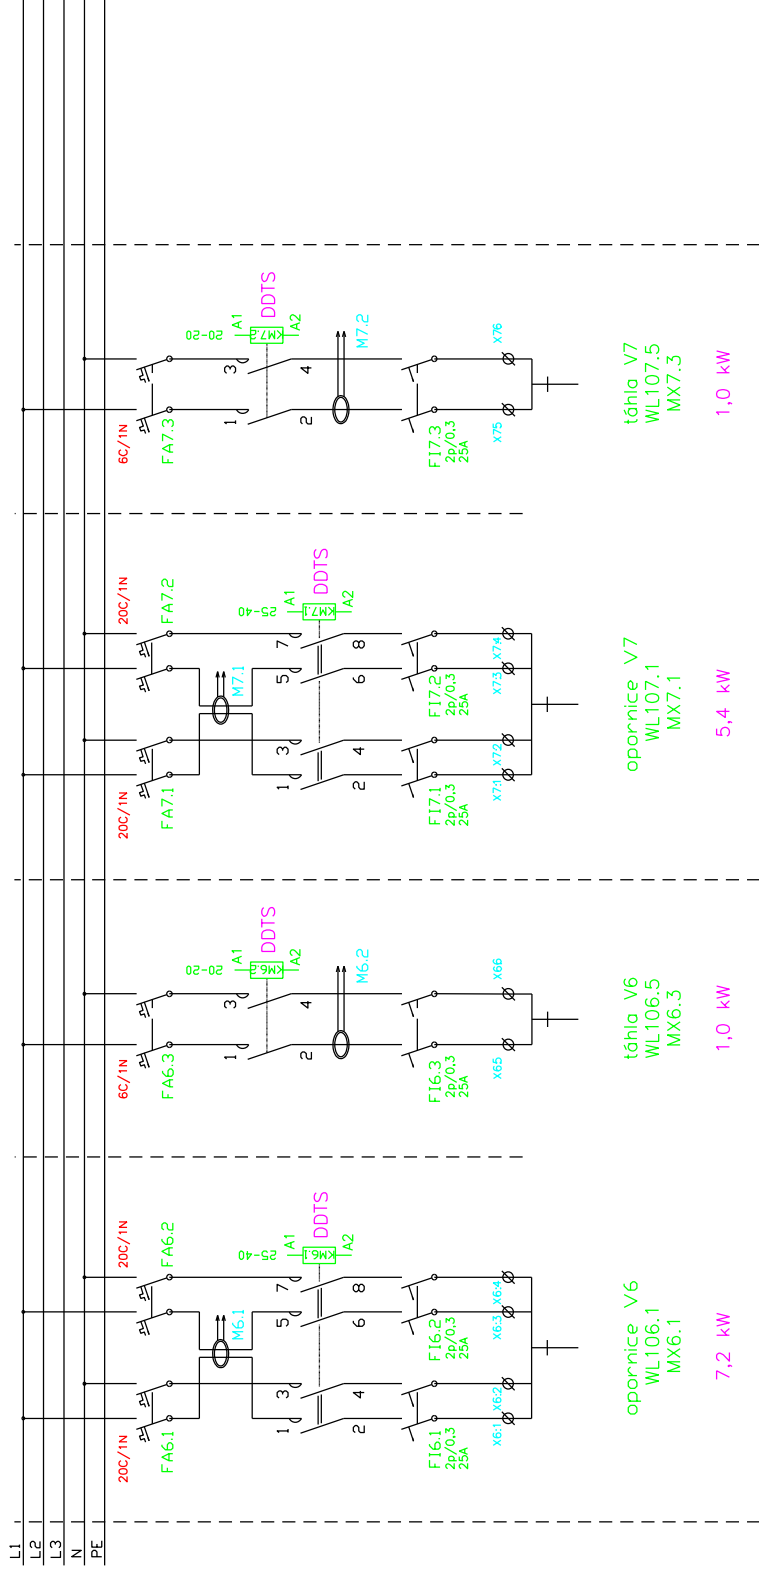 L1
L2
L3
N
PE
20C/1N
FA6.1
20C/1N
FA6.2
M6.1
25-40
A1
KM6.1
A2
DDTS
1
3
5
7
2
4
6
8
FI6.1
2p/0.3
25A
FI6.2
2p/0.3
25A
X6:1
X6:2
X6:3
X6:4
opornice V6
WL106.1
MX6.1
7,2 kW
6C/1N
FA6.3
20-20
A1
KM6.2
A2
DDTS
1
3
2
4
M6.2
FI6.3
2p/0.3
25A
X65
X66
táhla V6
WL106.5
MX6.3
1,0 kW
20C/1N
FA7.1
20C/1N
FA7.2
M7.1
25-40
A1
KM7.1
A2
DDTS
1
3
5
7
2
4
6
8
FI7.1
2p/0.3
25A
FI7.2
2p/0.3
25A
X7:1
X7:2
X7:3
X7:4
opornice V7
WL107.1
MX7.1
5,4 kW
6C/1N
FA7.3
20-20
A1
KM7.2
A2
DDTS
1
3
2
4
M7.2
FI7.3
2p/0.3
25A
X75
X76
táhla V7
WL107.5
MX7.3
1,0 kW